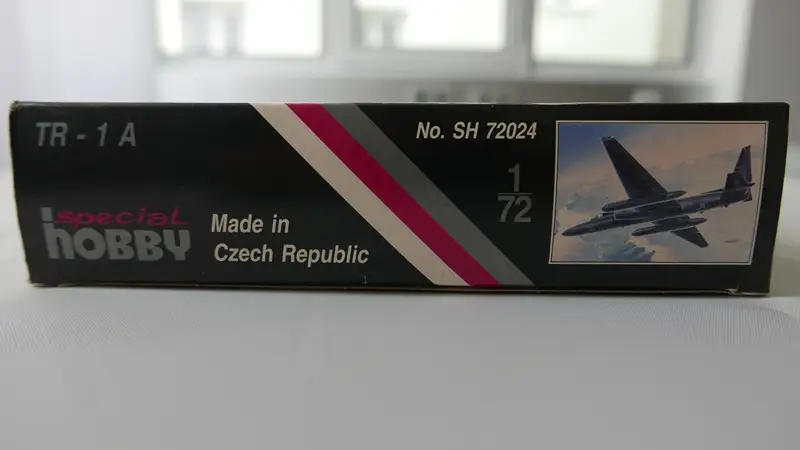 TR - 1 A
special
hobby
Made in
Czech Republic
No. SH 72024
1
72